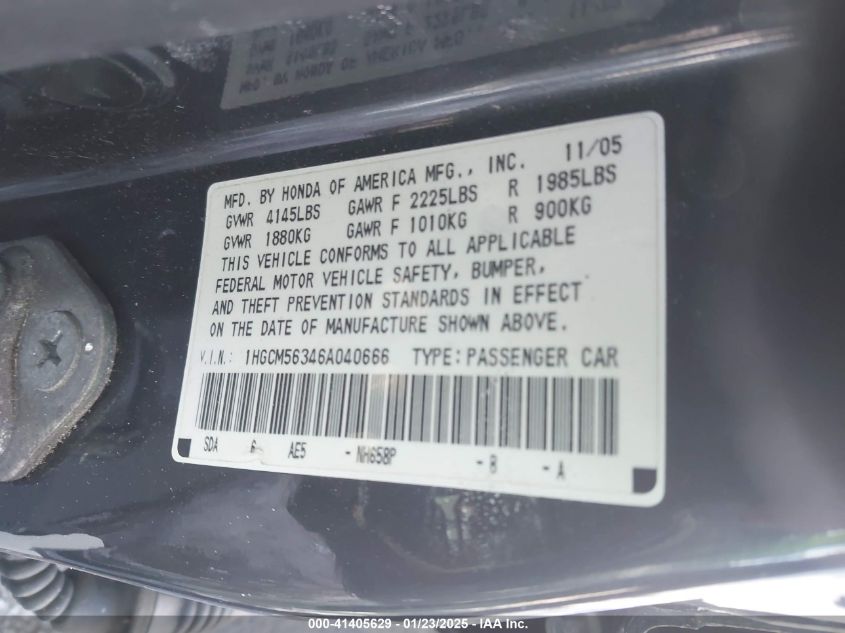 MFD. BY HONDA OF AMERICA MFG., INC. 11/05
GVWR 4145LBS GAWR F 2225LBS R 1985LBS
GVWR 1880KG GAWR F 1010KG R 900KG
THIS VEHICLE CONFORMS TO ALL APPLICABLE
FEDERAL MOTOR VEHICLE SAFETY, BUMPER,
AND THEFT PREVENTION STANDARDS IN EFFECT
ON THE DATE OF MANUFACTURE SHOWN ABOVE.
V.I.N.: 1HGCM56346A040666 TYPE: PASSENGER CAR
SDA 6 AE5 - NH658P - B - A
000-41405629 - 01/23/2025 - IAA Inc.